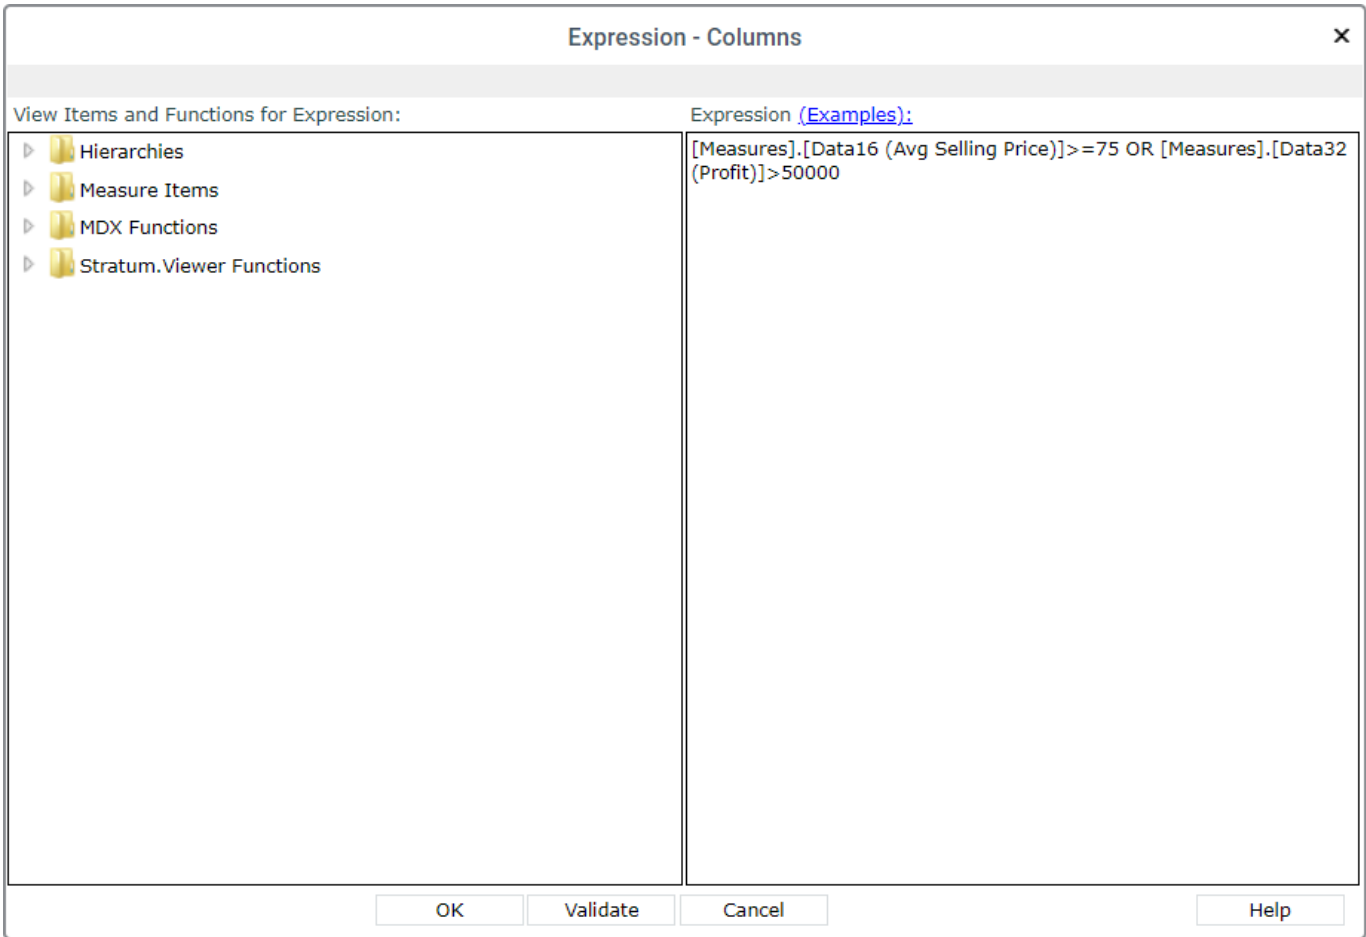 Expression - Columns
×
View Items and Functions for Expression:
Hierarchies
Measure Items
MDX Functions
Stratum.Viewer Functions
Expression (Examples):
[Measures].[Data16 (Avg Selling Price)]>=75 OR [Measures].[Data32
(Profit)]>50000
OK
Validate
Cancel
Help